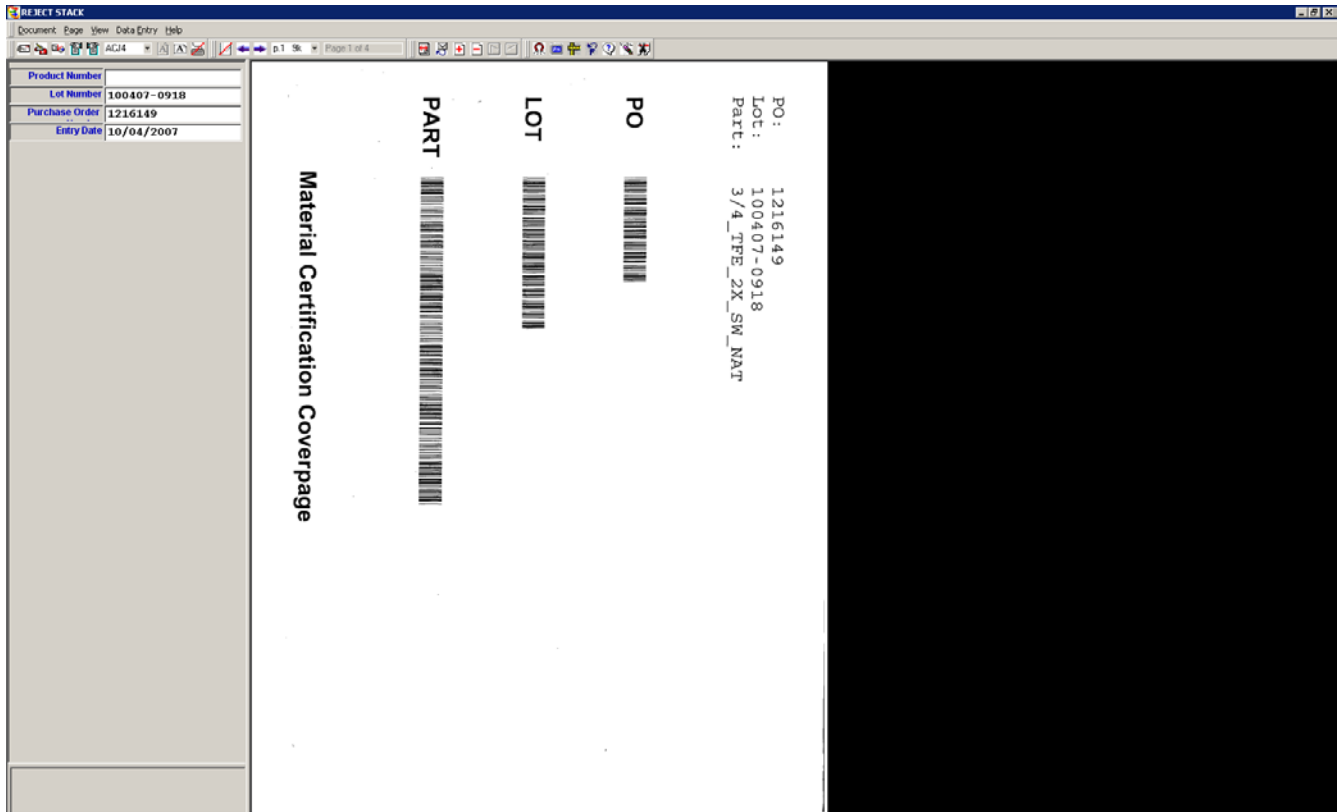 REJECT STACK
Document Page View Data Entry Help
AGJ4 p.1 9k Page 1 of 4
Product Number
Lot Number 100407-0918
Purchase Order 1216149
Entry Date 10/04/2007
PO: 1216149
Lot: 100407-0918
Part: 3/4_TFE_2X_SW_NAT
PO
LOT
PART
Material Certification Coverpage